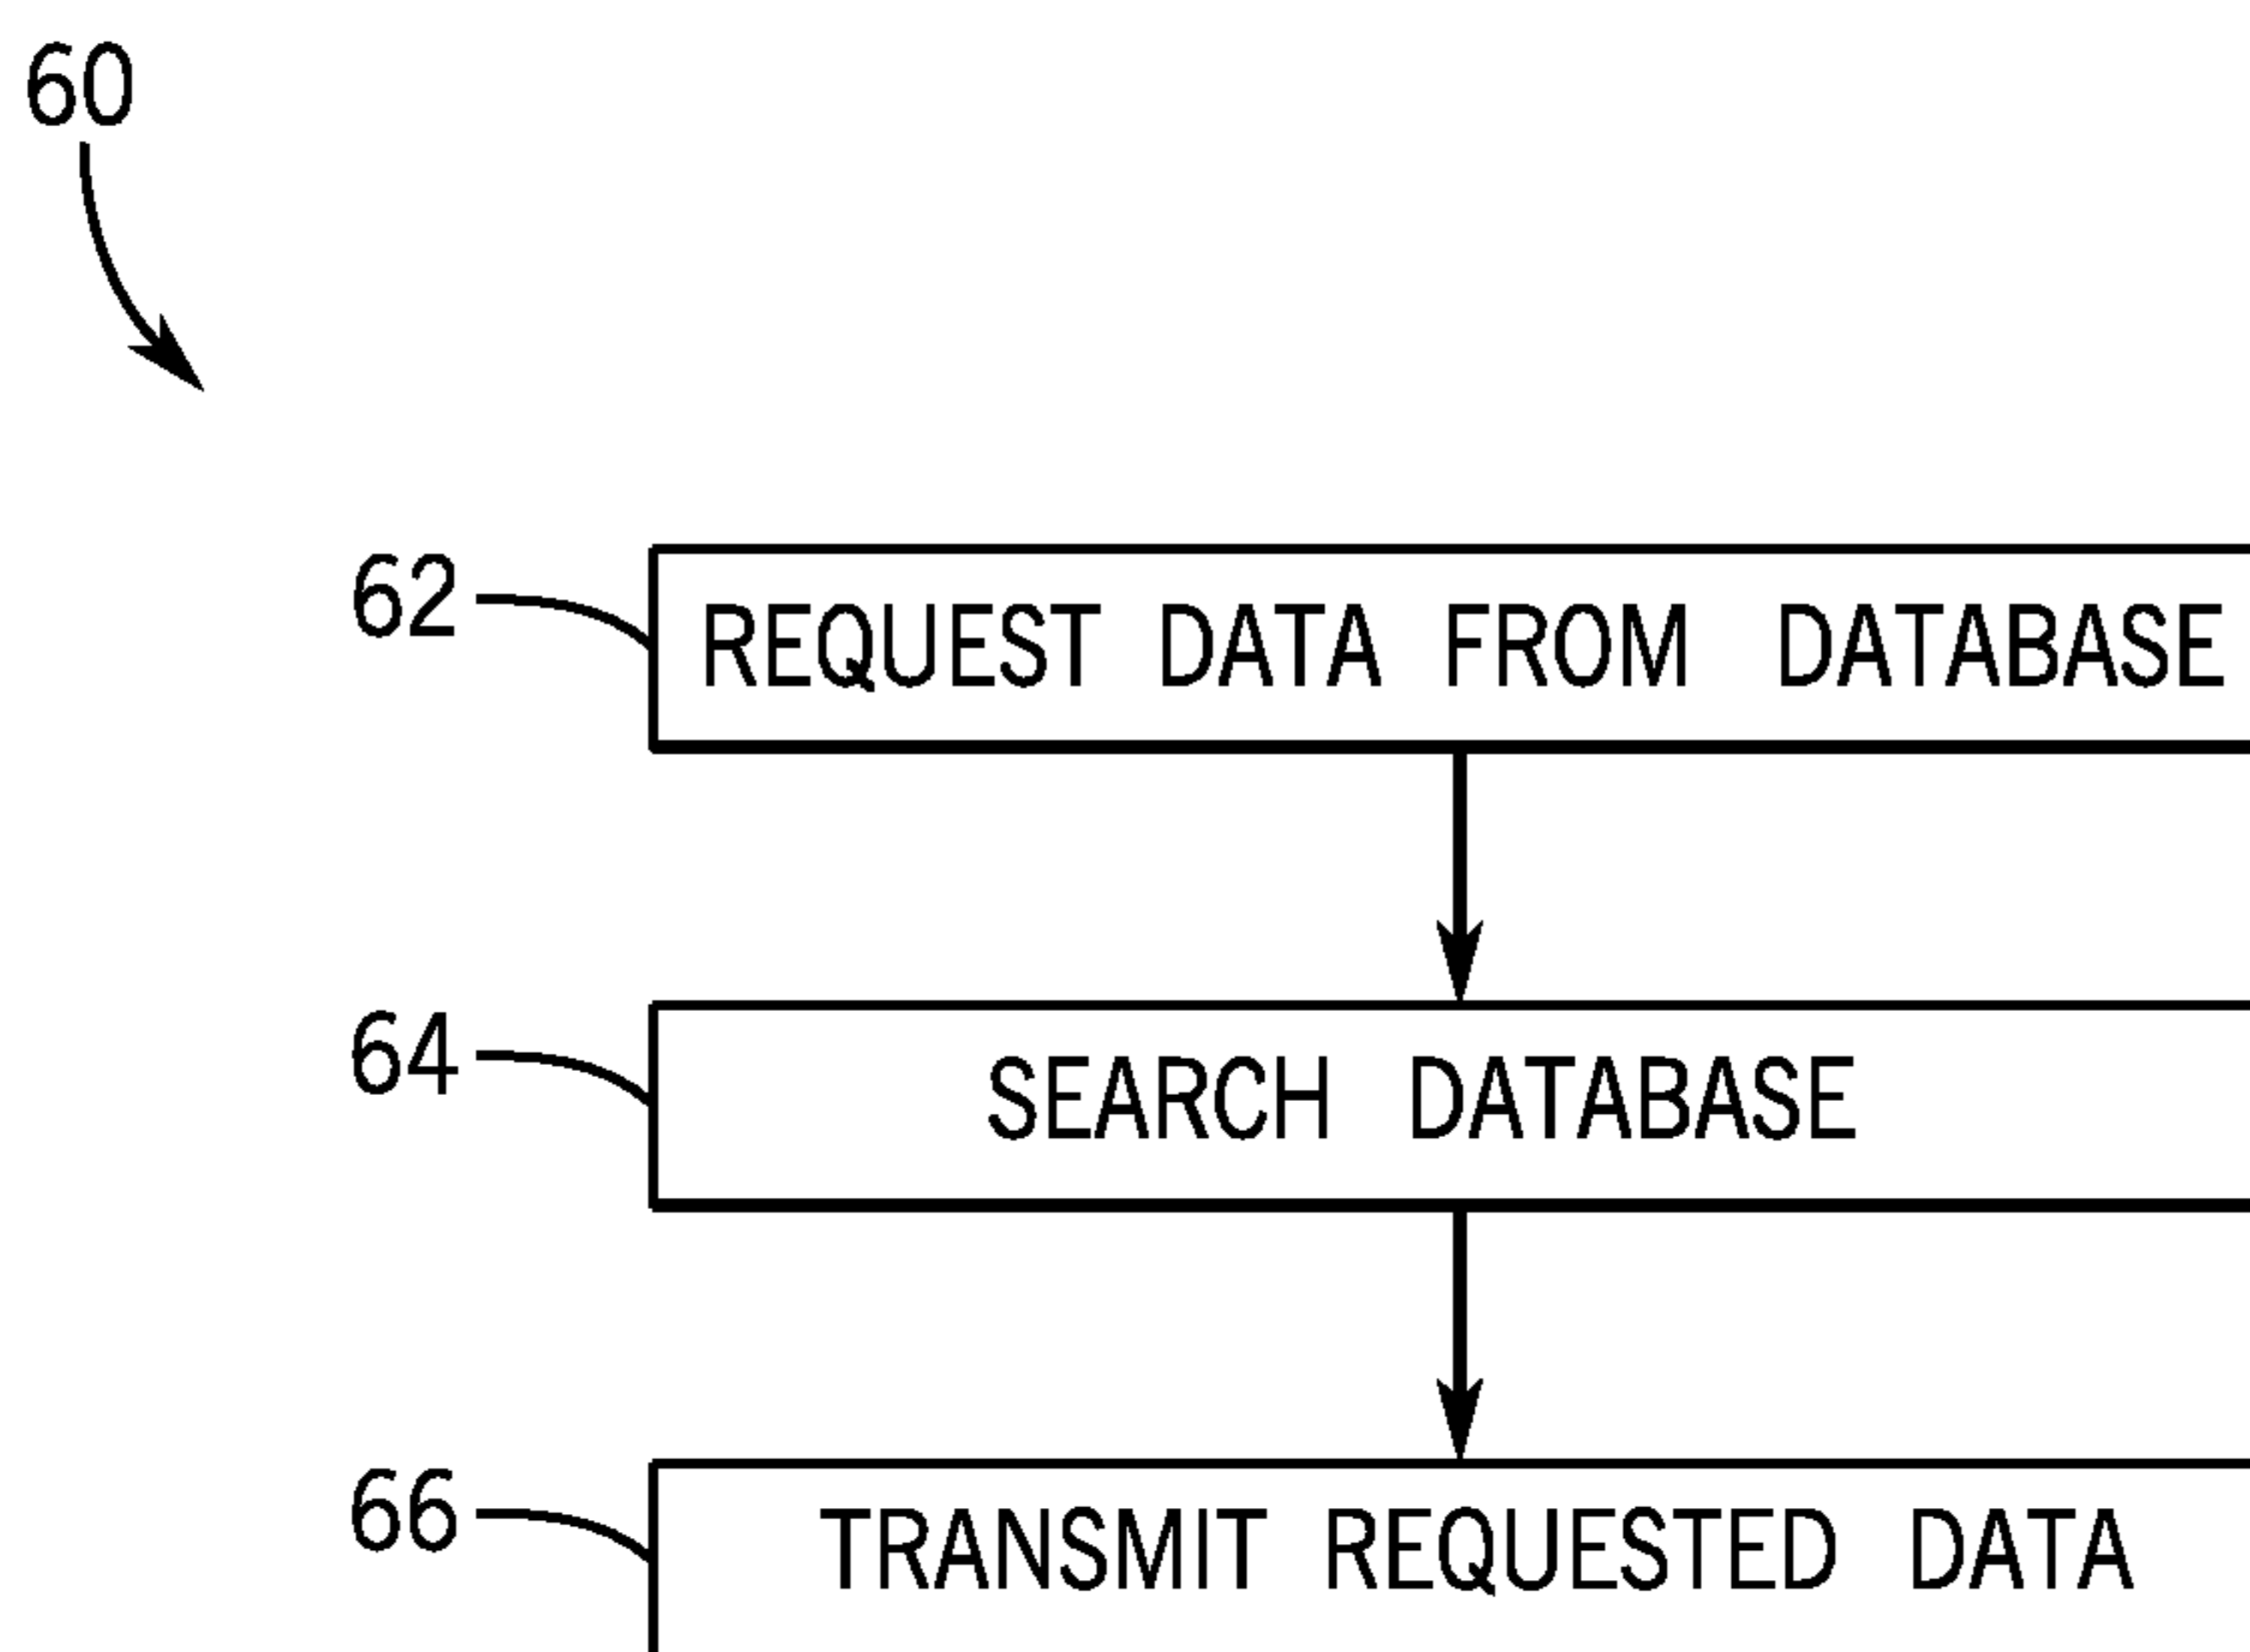 60
62
REQUEST DATA FROM DATABASE
64
SEARCH DATABASE
66
TRANSMIT REQUESTED DATA